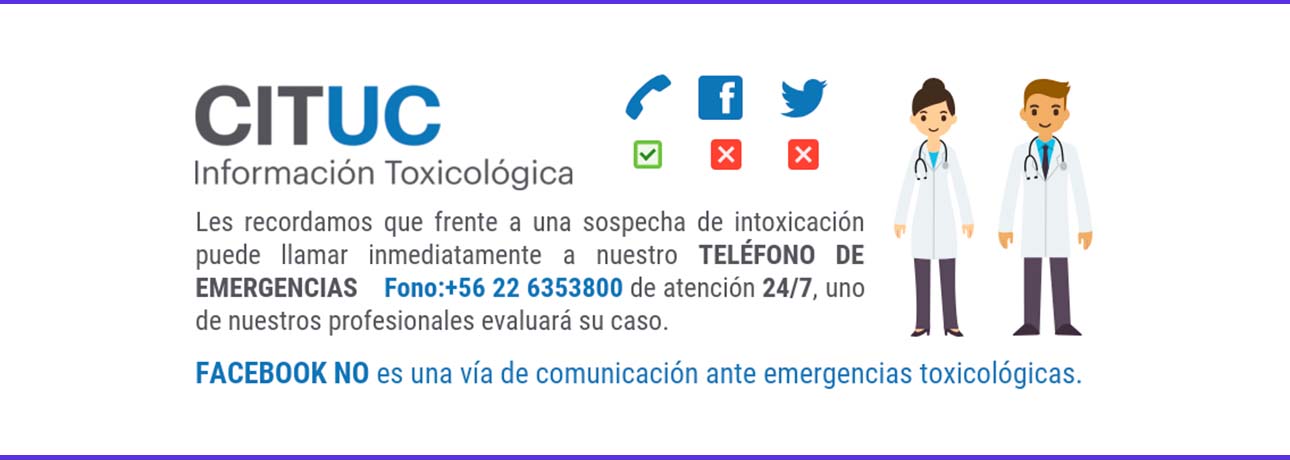 CITUC
Información Toxicológica
Les recordamos que frente a una sospecha de intoxicación
puede llamar inmediatamente a nuestro TELÉFONO DE
EMERGENCIAS Fono:+56 22 6353800 de atención 24/7, uno
de nuestros profesionales evaluará su caso.
FACEBOOK NO es una vía de comunicación ante emergencias toxicológicas.